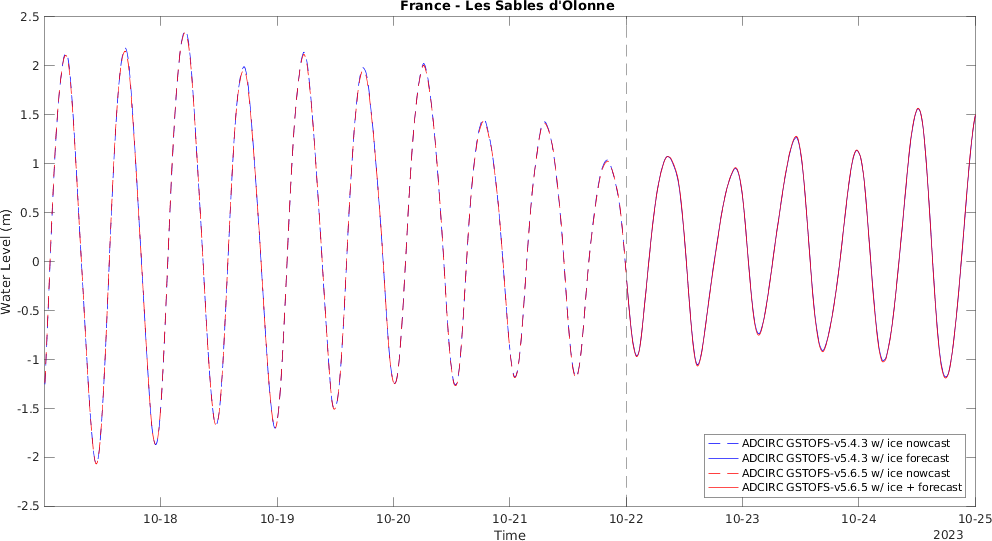 France - Les Sables d'Olonne
2.5
2
1.5
1
0.5
0
-0.5
-1
-1.5
-2
-2.5
Water Level (m)
ADCIRC GSTOFS-v5.4.3 w/ ice nowcast
ADCIRC GSTOFS-v5.4.3 w/ ice forecast
ADCIRC GSTOFS-v5.6.5 w/ ice nowcast
ADCIRC GSTOFS-v5.6.5 w/ ice + forecast
10-18 10-19 10-20 10-21 10-22 10-23 10-24 10-25
Time
2023